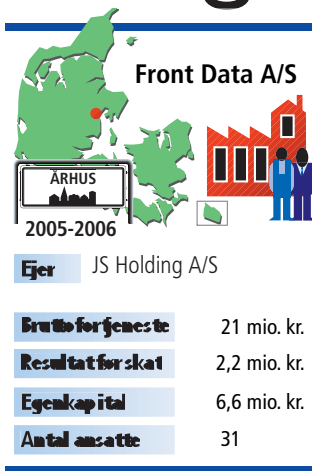 Front Data A/S
ÅRHUS
2005-2006
Ejer JS Holding A/S
Bruttofortjeneste 21 mio. kr.
Resultat før skat 2,2 mio. kr.
Egenkapital 6,6 mio. kr.
Antal ansatte 31